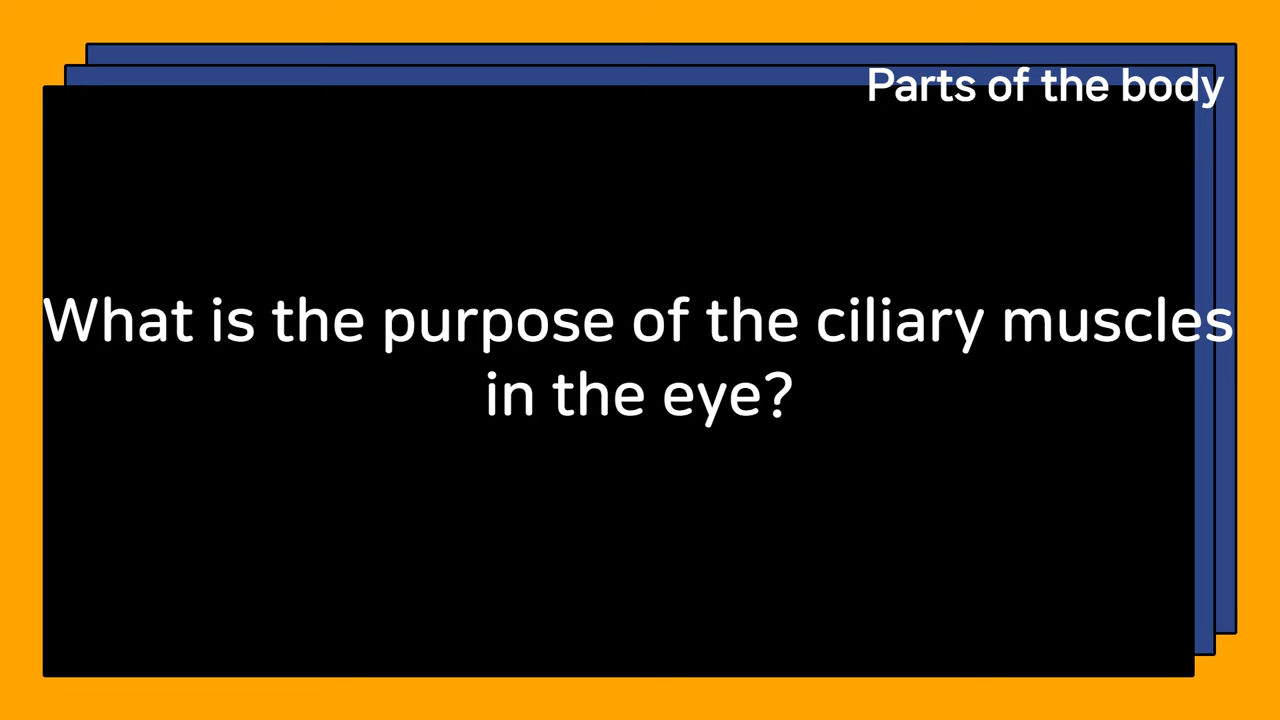 Parts of the body
What is the purpose of the ciliary muscles
in the eye?